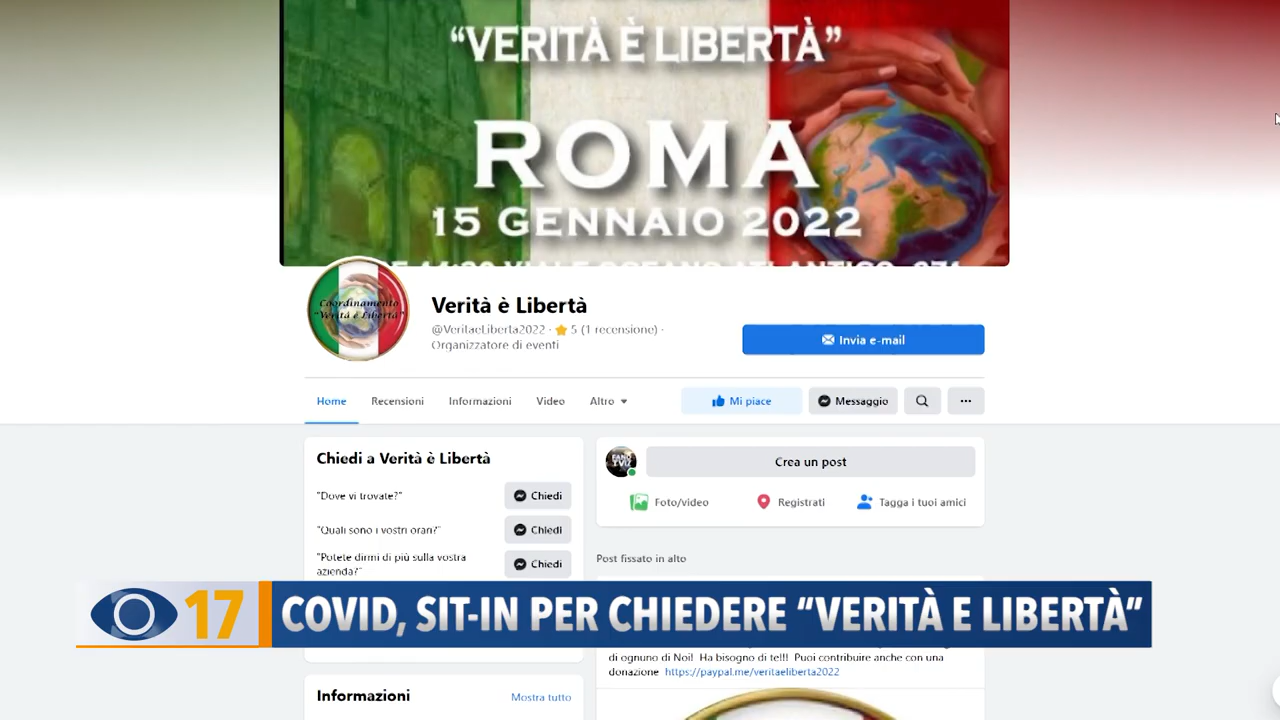 “VERITÀ È LIBERTÀ”
ROMA
15 GENNAIO 2022
Coordinamento
"Verità è Libertà"
Verità è Libertà
@VeritaeLiberta2022 · 5 (1 recensione) ·
Organizzatore di eventi
Invia e-mail
Home Recensioni Informazioni Video Altro
Mi piace Messaggio ...
Chiedi a Verità è Libertà
"Dove vi trovate?" Chiedi
"Quali sono i vostri orari?" Chiedi
"Potete dirmi di più sulla vostra
azienda?" Chiedi
Crea un post
Foto/video Registrati Tagga i tuoi amici
Post fissato in alto
17 COVID, SIT-IN PER CHIEDERE “VERITÀ E LIBERTÀ”
di ognuno di Noi! Ha bisogno di te!!! Puoi contribuire anche con una
donazione https://paypal.me/veritaeliberta2022
Informazioni Mostra tutto